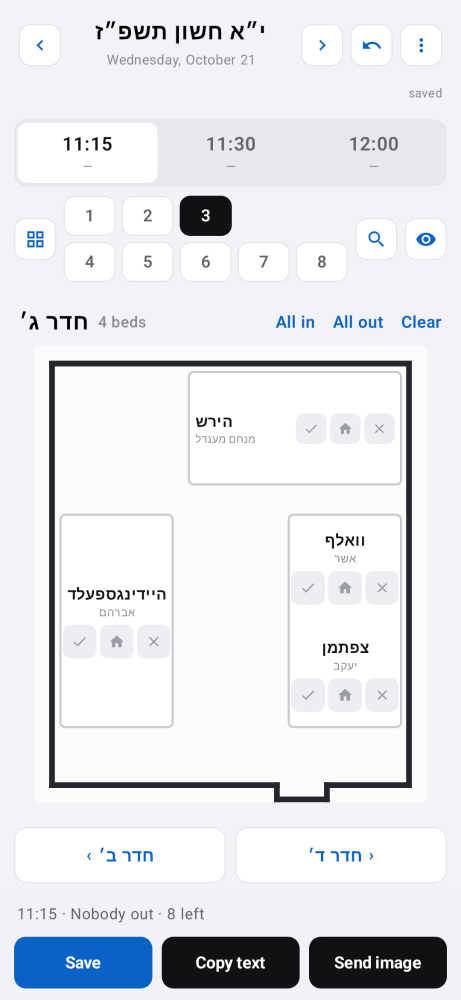 י״א חשון תשפ״ז
Wednesday, October 21
saved
11:15 11:30 12:00
– – –
1 2 3
4 5 6 7 8
חדר ג׳ 4 beds All in All out Clear
הירש
מנחם מענדל
וואלף
אשר
היידינגספעלד
אברהם
צפתמן
יעקב
‹ חדר ב׳ חדר ד׳ ›
11:15 · Nobody out · 8 left
Save Copy text Send image